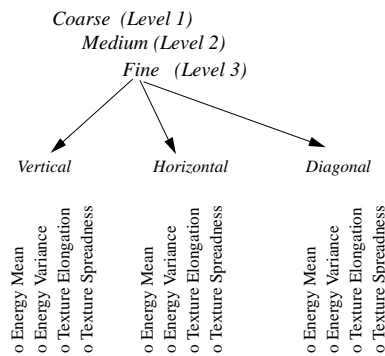 Coarse (Level 1)
Medium (Level 2)
Fine (Level 3)
Vertical
Horizontal
Diagonal
o Energy Mean
o Energy Variance
o Texture Elongation
o Texture Spreadness
o Energy Mean
o Energy Variance
o Texture Elongation
o Texture Spreadness
o Energy Mean
o Energy Variance
o Texture Elongation
o Texture Spreadness